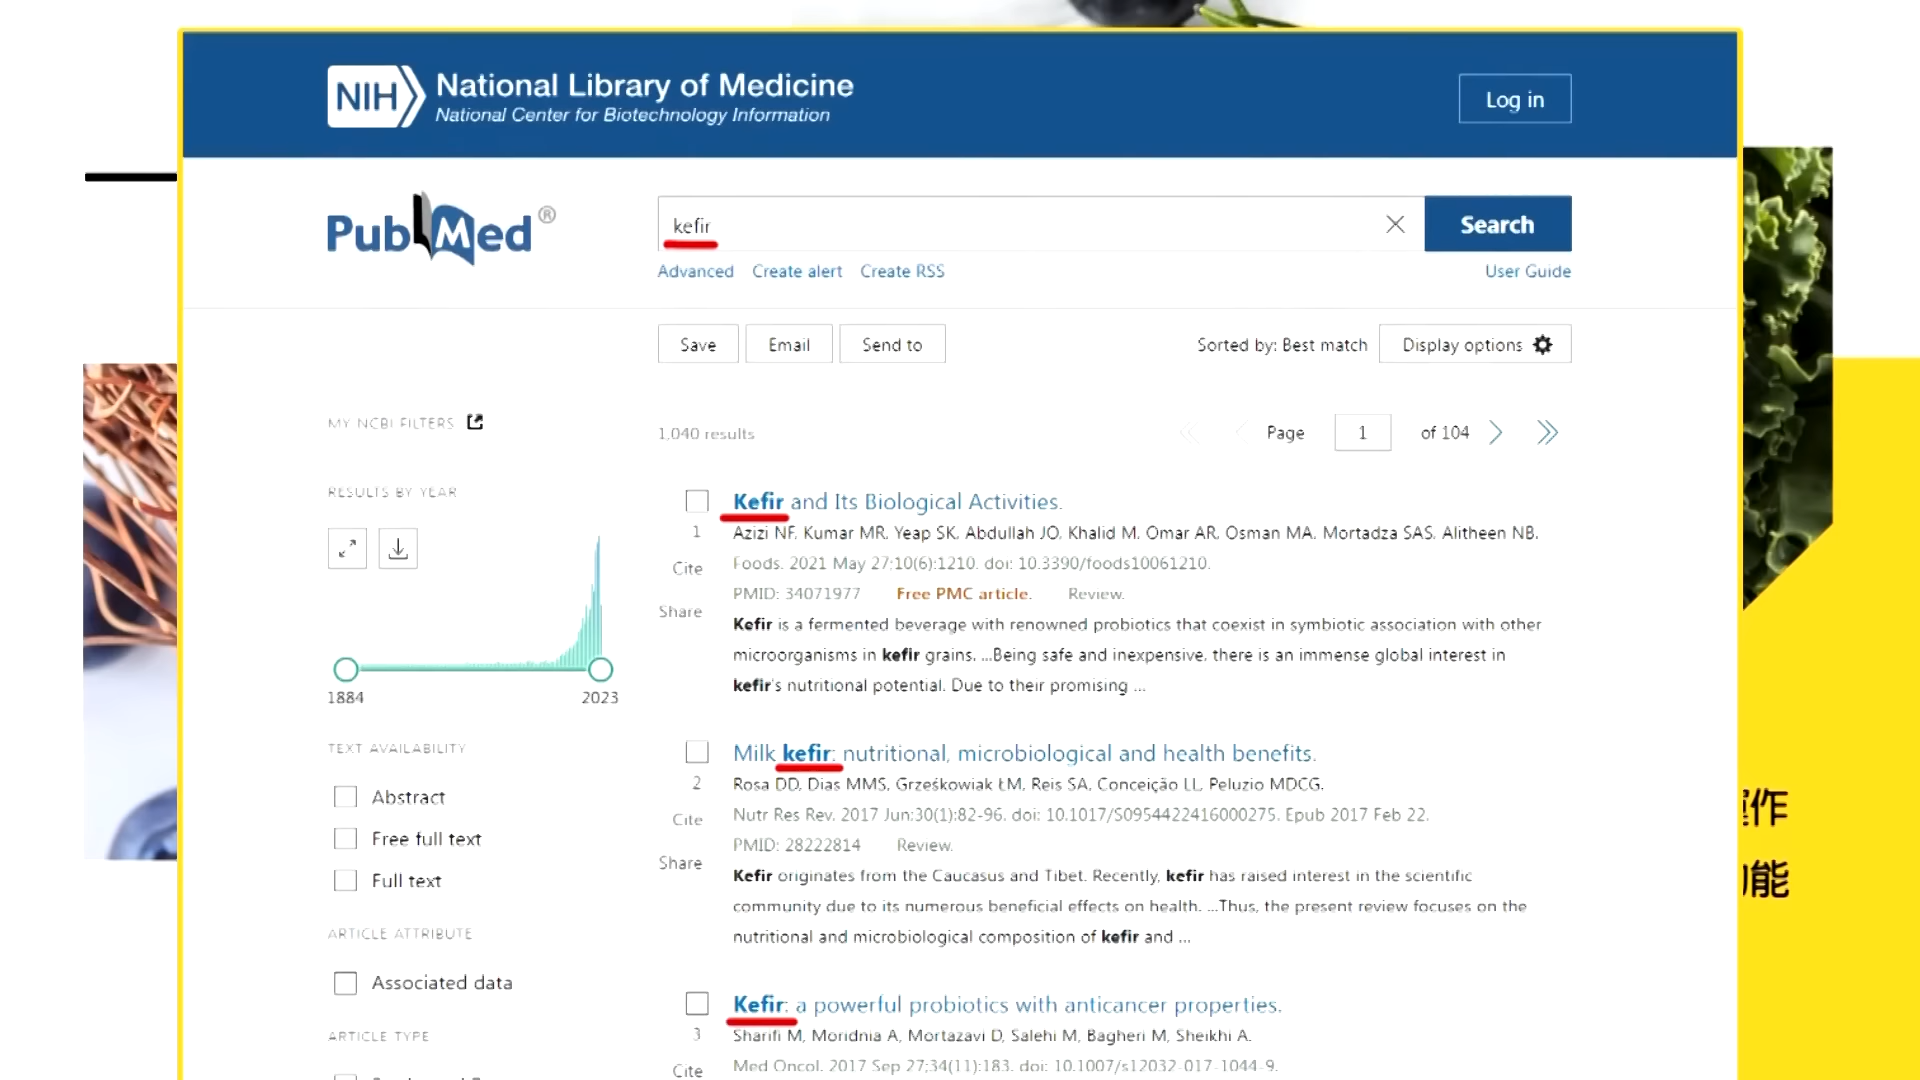 NIH National Library of Medicine
National Center for Biotechnology Information
Log in
PubMed®
kefir
Search
Advanced Create alert Create RSS
User Guide
Save Email Send to
Sorted by: Best match Display options
MY NCBI FILTERS
1,040 results
Page 1 of 104
RESULTS BY YEAR
1884 2023
TEXT AVAILABILITY
Abstract
Free full text
Full text
ARTICLE ATTRIBUTE
Associated data
ARTICLE TYPE
Kefir and Its Biological Activities.
1
Azizi NF, Kumar MR, Yeap SK, Abdullah JO, Khalid M, Omar AR, Osman MA, Mortadza SAS, Alitheen NB.
Cite
Foods. 2021 May 27;10(6):1210. doi: 10.3390/foods10061210.
PMID: 34071977 Free PMC article. Review.
Share
Kefir is a fermented beverage with renowned probiotics that coexist in symbiotic association with other
microorganisms in kefir grains. ...Being safe and inexpensive, there is an immense global interest in
kefir's nutritional potential. Due to their promising ...
Milk kefir: nutritional, microbiological and health benefits.
2
Rosa DD, Dias MMS, Grześkowiak ŁM, Reis SA, Conceição LL, Peluzio MDCG.
Cite
Nutr Res Rev. 2017 Jun;30(1):82-96. doi: 10.1017/S0954422416000275. Epub 2017 Feb 22.
PMID: 28222814 Review.
Share
Kefir originates from the Caucasus and Tibet. Recently, kefir has raised interest in the scientific
community due to its numerous beneficial effects on health. ...Thus, the present review focuses on the
nutritional and microbiological composition of kefir and ...
Kefir: a powerful probiotics with anticancer properties.
3
Sharifi M, Moridnia A, Mortazavi D, Salehi M, Bagheri M, Sheikhi A.
Cite
Med Oncol. 2017 Sep 27;34(11):183. doi: 10.1007/s12032-017-1044-9.
作
能